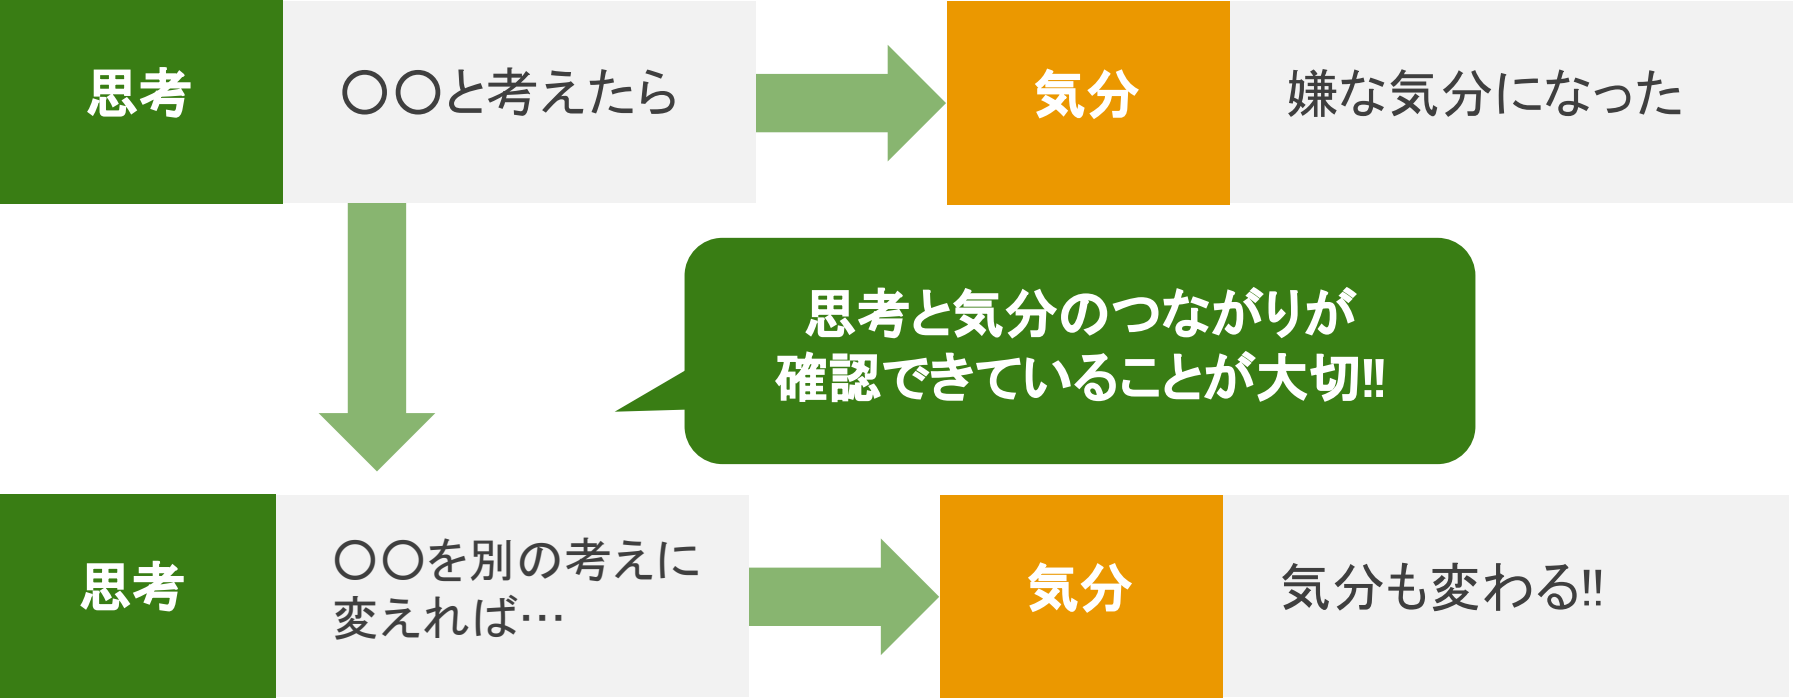 思考
〇〇と考えたら
気分
嫌な気分になった
思考と気分のつながりが
確認できていることが大切!!
思考
〇〇を別の考えに
変えれば…
気分
気分も変わる!!